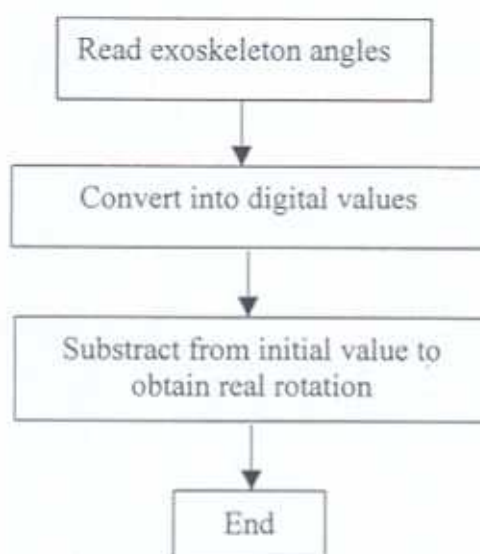 Read exoskeleton angles
Convert into digital values
Substract from initial value to
obtain real rotation
End